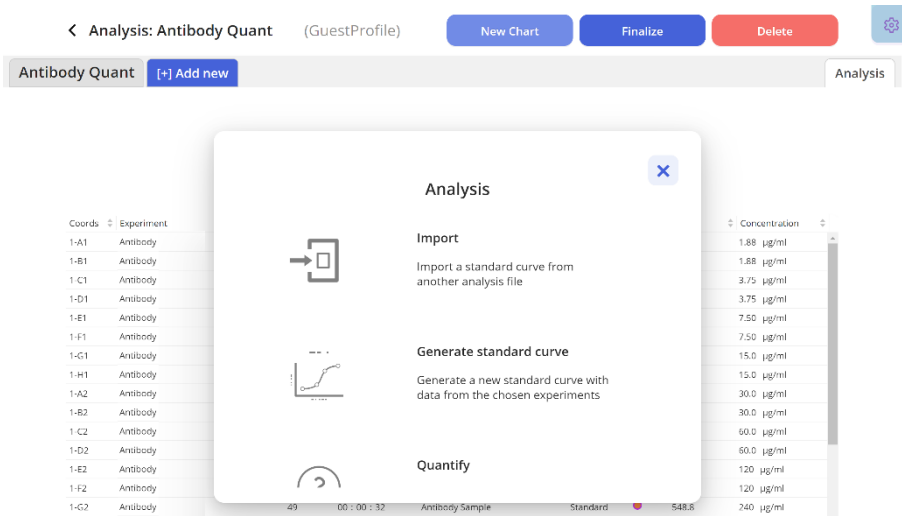 Analysis: Antibody Quant (GuestProfile) New Chart Finalize Delete
Antibody Quant [+] Add new Analysis
Analysis
Import
Import a standard curve from
another analysis file
Generate standard curve
Generate a new standard curve with
data from the chosen experiments
Quantify
Coords Experiment Concentration
1-A1 Antibody 1.88 µg/ml
1-B1 Antibody 1.88 µg/ml
1-C1 Antibody 3.75 µg/ml
1-D1 Antibody 3.75 µg/ml
1-E1 Antibody 7.50 µg/ml
1-F1 Antibody 7.50 µg/ml
1-G1 Antibody 15.0 µg/ml
1-H1 Antibody 15.0 µg/ml
1-A2 Antibody 30.0 µg/ml
1-B2 Antibody 30.0 µg/ml
1-C2 Antibody 60.0 µg/ml
1-D2 Antibody 60.0 µg/ml
1-E2 Antibody 120 µg/ml
1-F2 Antibody 120 µg/ml
1-G2 Antibody 49 00 : 00 : 32 Antibody Sample Standard 548.8 240 µg/ml